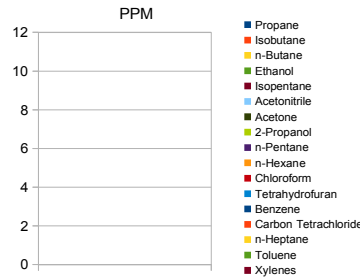 PPM
12
10
8
6
4
2
0
Propane
Isobutane
n-Butane
Ethanol
Isopentane
Acetonitrile
Acetone
2-Propanol
n-Pentane
n-Hexane
Chloroform
Tetrahydrofuran
Benzene
Carbon Tetrachloride
n-Heptane
Toluene
Xylenes